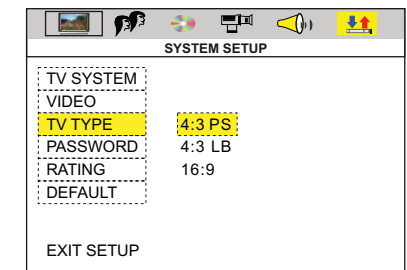 SYSTEM SETUP
TV SYSTEM
VIDEO
TV TYPE 4:3 PS
PASSWORD 4:3 LB
RATING 16:9
DEFAULT
EXIT SETUP